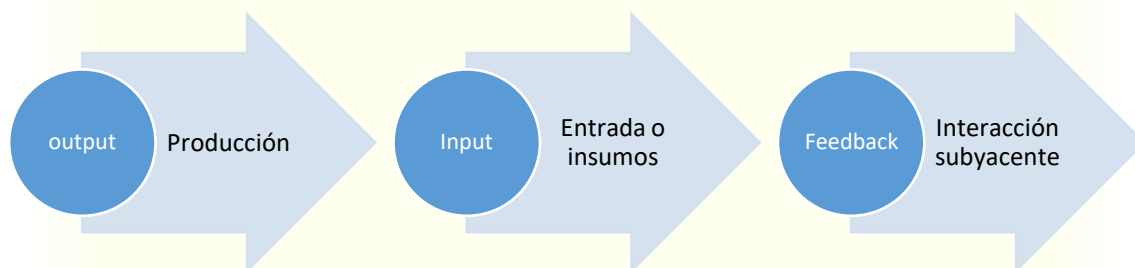 output
Producción
Input
Entrada o
insumos
Feedback
Interacción
subyacente